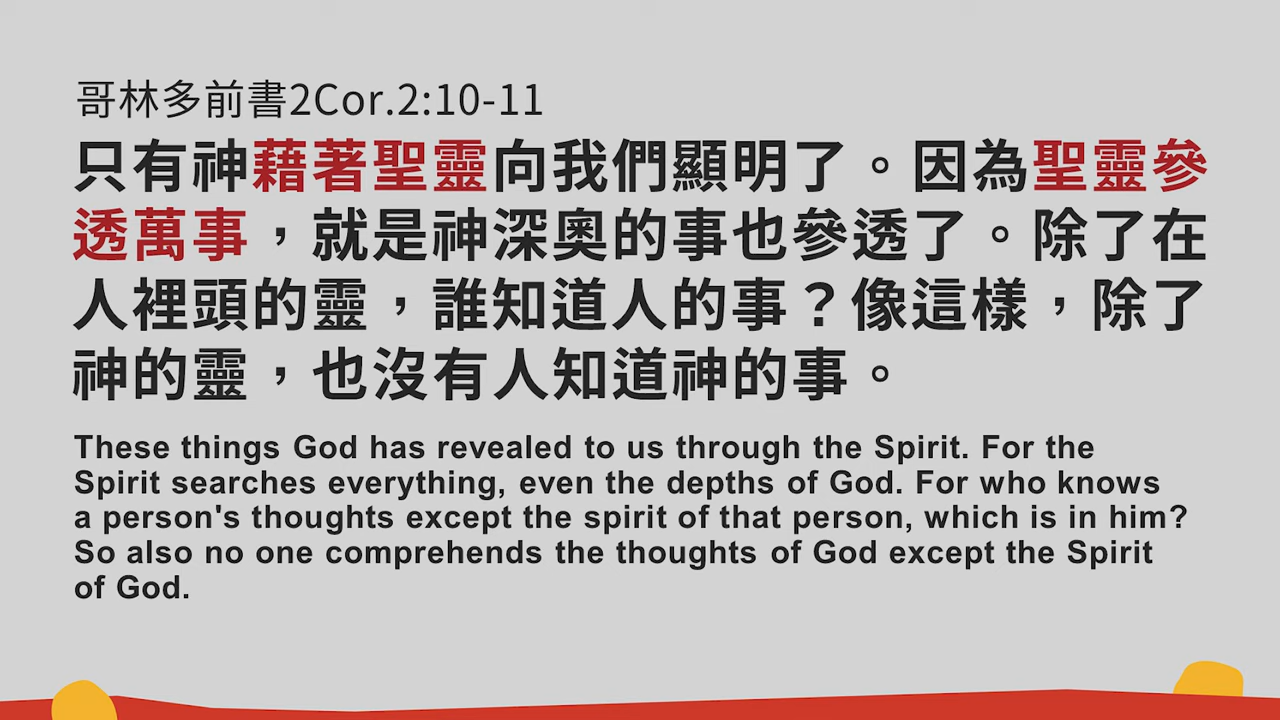 哥林多前書2Cor.2:10-11
只有神藉著聖靈向我們顯明了。因為聖靈參
透萬事，就是神深奧的事也參透了。除了在
人裡頭的靈，誰知道人的事？像這樣，除了
神的靈，也沒有人知道神的事。
These things God has revealed to us through the Spirit. For the
Spirit searches everything, even the depths of God. For who knows
a person's thoughts except the spirit of that person, which is in him?
So also no one comprehends the thoughts of God except the Spirit
of God.